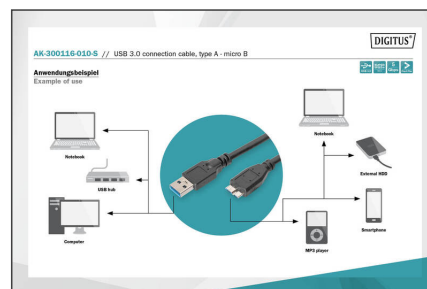 DIGITUS®
AK-300116-010-S // USB 3.0 connection cable, type A - micro B
Anwendungsbeispiel
Example of use
Notebook
USB hub
Computer
Notebook
External HDD
Smartphone
MP3 player